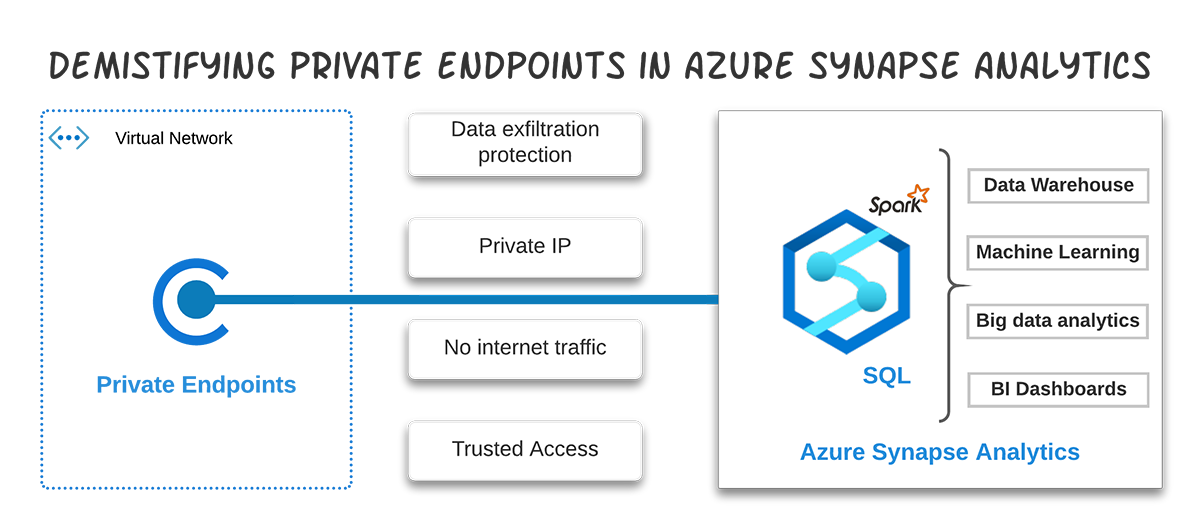 DEMISTIFYING PRIVATE ENDPOINTS IN AZURE SYNAPSE ANALYTICS
Virtual Network
Private Endpoints
Data exfiltration
protection
Private IP
No internet traffic
Trusted Access
Spark
SQL
Data Warehouse
Machine Learning
Big data analytics
BI Dashboards
Azure Synapse Analytics